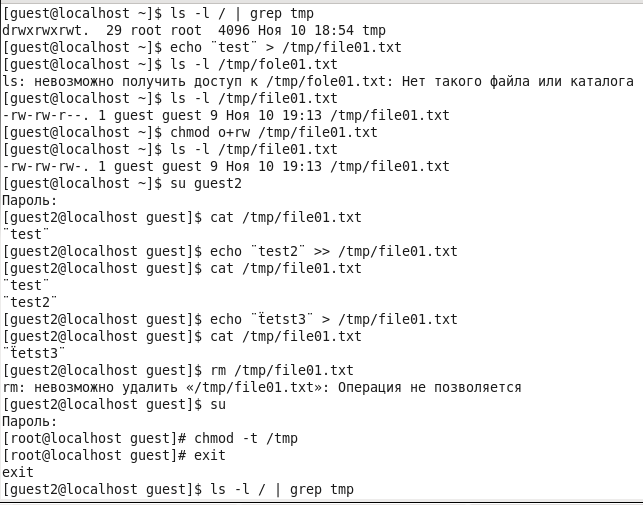 [guest@localhost ~]$ ls -l / | grep tmp
drwxrwxrwt.  29 root root  4096 Ноя 10 18:54 tmp
[guest@localhost ~]$ echo ¨test¨ > /tmp/file01.txt
[guest@localhost ~]$ ls -l /tmp/fole01.txt
ls: невозможно получить доступ к /tmp/fole01.txt: Нет такого файла или каталога
[guest@localhost ~]$ ls -l /tmp/file01.txt
-rw-rw-r--. 1 guest guest 9 Ноя 10 19:13 /tmp/file01.txt
[guest@localhost ~]$ chmod o+rw /tmp/file01.txt
[guest@localhost ~]$ ls -l /tmp/file01.txt
-rw-rw-rw-. 1 guest guest 9 Ноя 10 19:13 /tmp/file01.txt
[guest@localhost ~]$ su guest2
Пароль:
[guest2@localhost guest]$ cat /tmp/file01.txt
¨test¨
[guest2@localhost guest]$ echo ¨test2¨ >> /tmp/file01.txt
[guest2@localhost guest]$ cat /tmp/file01.txt
¨test¨
¨test2¨
[guest2@localhost guest]$ echo ¨ẗetst3¨ > /tmp/file01.txt
[guest2@localhost guest]$ cat /tmp/file01.txt
¨ẗetst3¨
[guest2@localhost guest]$ rm /tmp/file01.txt
rm: невозможно удалить «/tmp/file01.txt»: Операция не позволяется
[guest2@localhost guest]$ su
Пароль:
[root@localhost guest]# chmod -t /tmp
[root@localhost guest]# exit
exit
[guest2@localhost guest]$ ls -l / | grep tmp